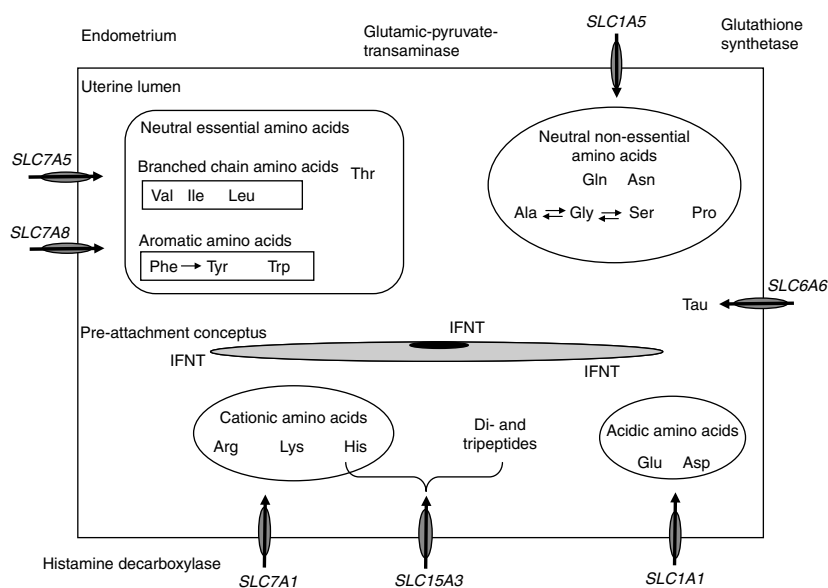 Endometrium
Glutamic-pyruvate-
transaminase
SLC1A5
Glutathione
synthetase
Uterine lumen
SLC7A5
SLC7A8
Neutral essential amino acids
Branched chain amino acids
Thr
Val Ile Leu
Aromatic amino acids
Phe → Tyr Trp
Neutral non-essential
amino acids
Gln Asn
Ala ⇄ Gly ⇄ Ser Pro
SLC6A6
Tau
Pre-attachment conceptus
IFNT
IFNT
IFNT
Cationic amino acids
Arg Lys His
Di- and
tripeptides
Acidic amino acids
Glu Asp
Histamine decarboxylase
SLC7A1
SLC15A3
SLC1A1